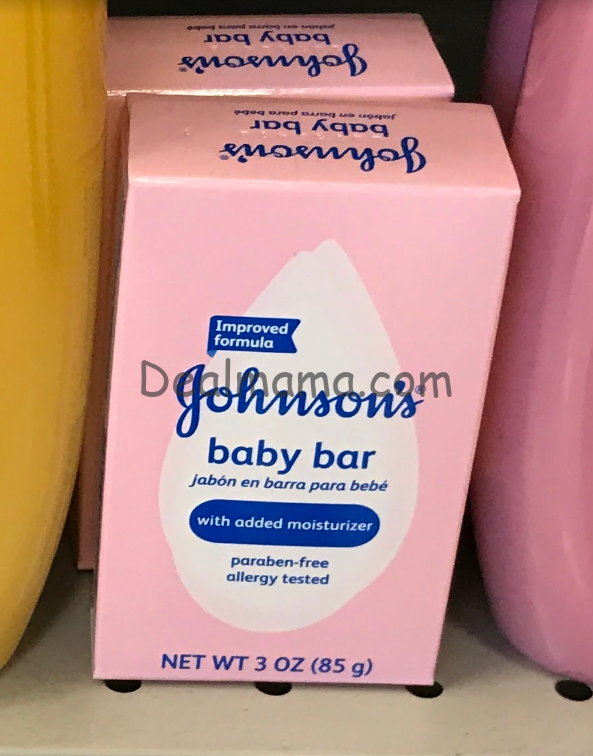 jabón en barra para bebé
baby bar
Johnson's
jabón en barra para bebé
baby bar
Johnson's
Improved
formula
Dealmama.com
Johnson's®
baby bar
jabón en barra para bebé
with added moisturizer
paraben-free
allergy tested
NET WT 3 OZ (85 g)